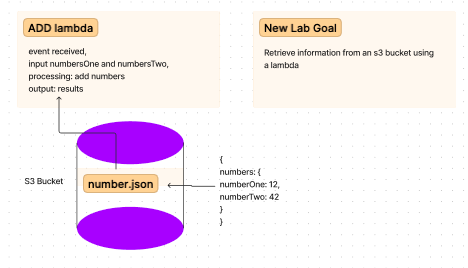 ADD lambda
event received,
input numbersOne and numbersTwo,
processing: add numbers
output: results
New Lab Goal
Retrieve information from an s3 bucket using
a lambda
S3 Bucket
number.json
{
numbers: {
numberOne: 12,
numberTwo: 42
}
}